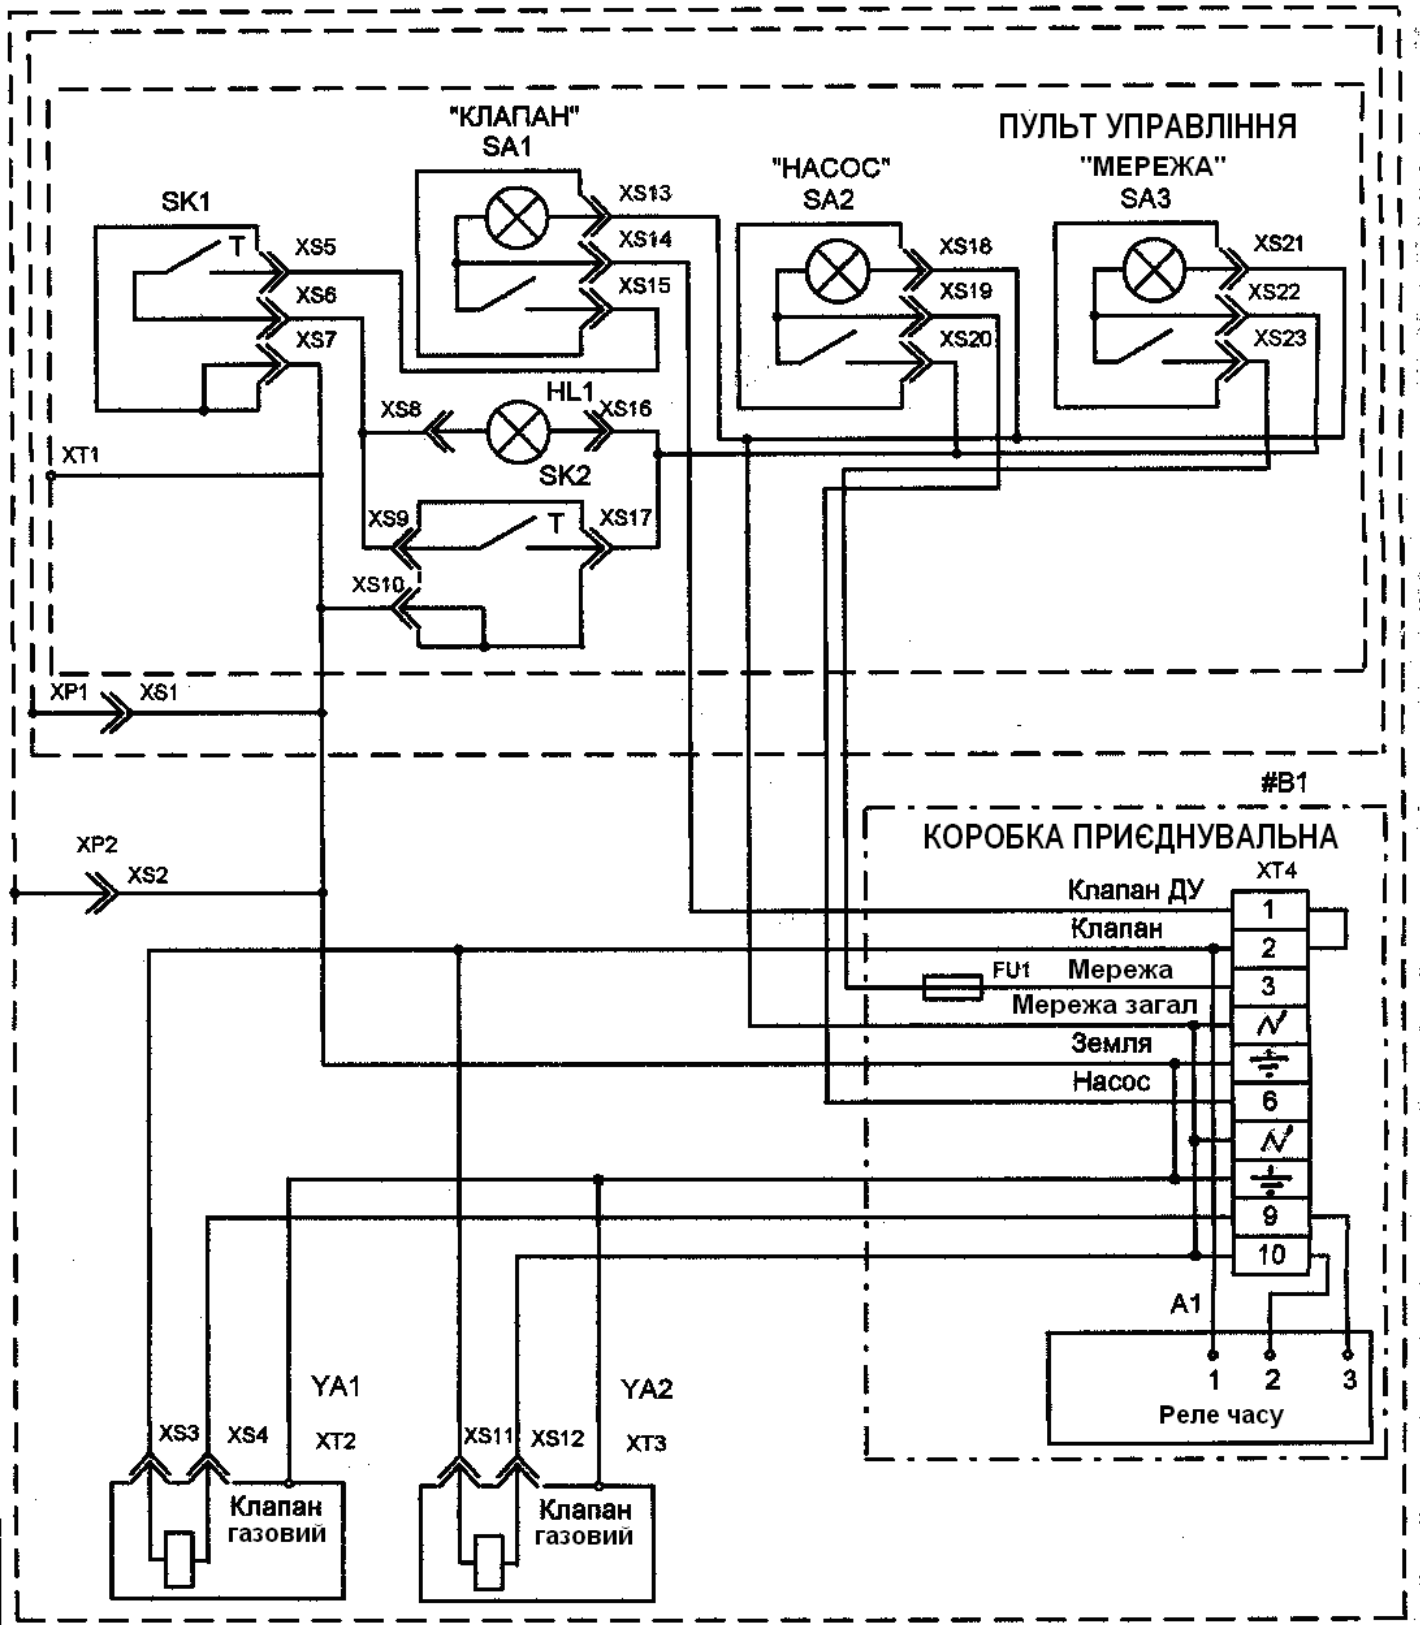 "КЛАПАН"
SA1
ПУЛЬТ УПРАВЛІННЯ
"НАСОС"
SA2
"МЕРЕЖА"
SA3
SK1
T
XS5
XS6
XS7
XS13
XS14
XS15
XS18
XS19
XS20
XS21
XS22
XS23
HL1
XS8
XS16
SK2
XT1
XS9
T
XS17
XS10
XP1
XS1
#B1
КОРОБКА ПРИЄДНУВАЛЬНА
XP2
XS2
XT4
Клапан ДУ
1
Клапан
2
FU1
Мережа
3
Мережа загал
N
Земля
Насос
6
N
9
10
A1
1
2
3
Реле часу
YA1
XS3
XS4
XT2
Клапан
газовий
YA2
XS11
XS12
XT3
Клапан
газовий